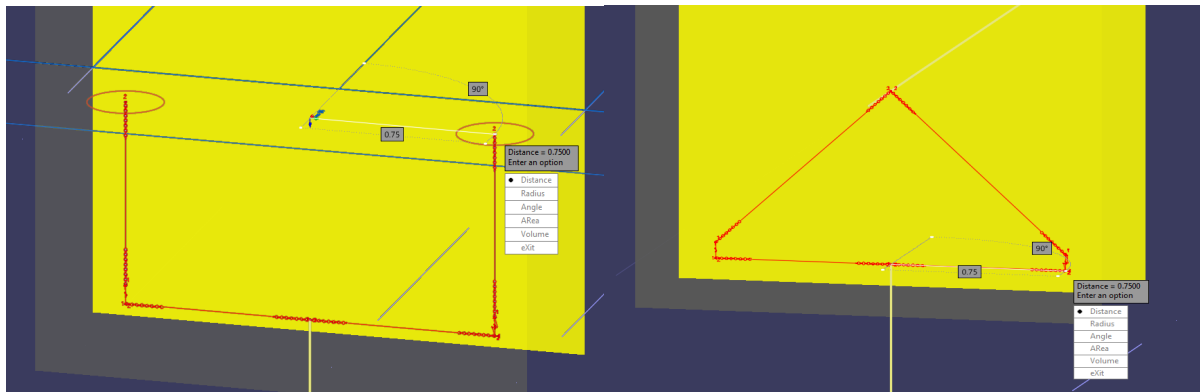 90°
0.75
Distance = 0.7500
Enter an option
Distance
Radius
Angle
ARea
Volume
eXit
90°
0.75
Distance = 0.7500
Enter an option
Distance
Radius
Angle
ARea
Volume
eXit